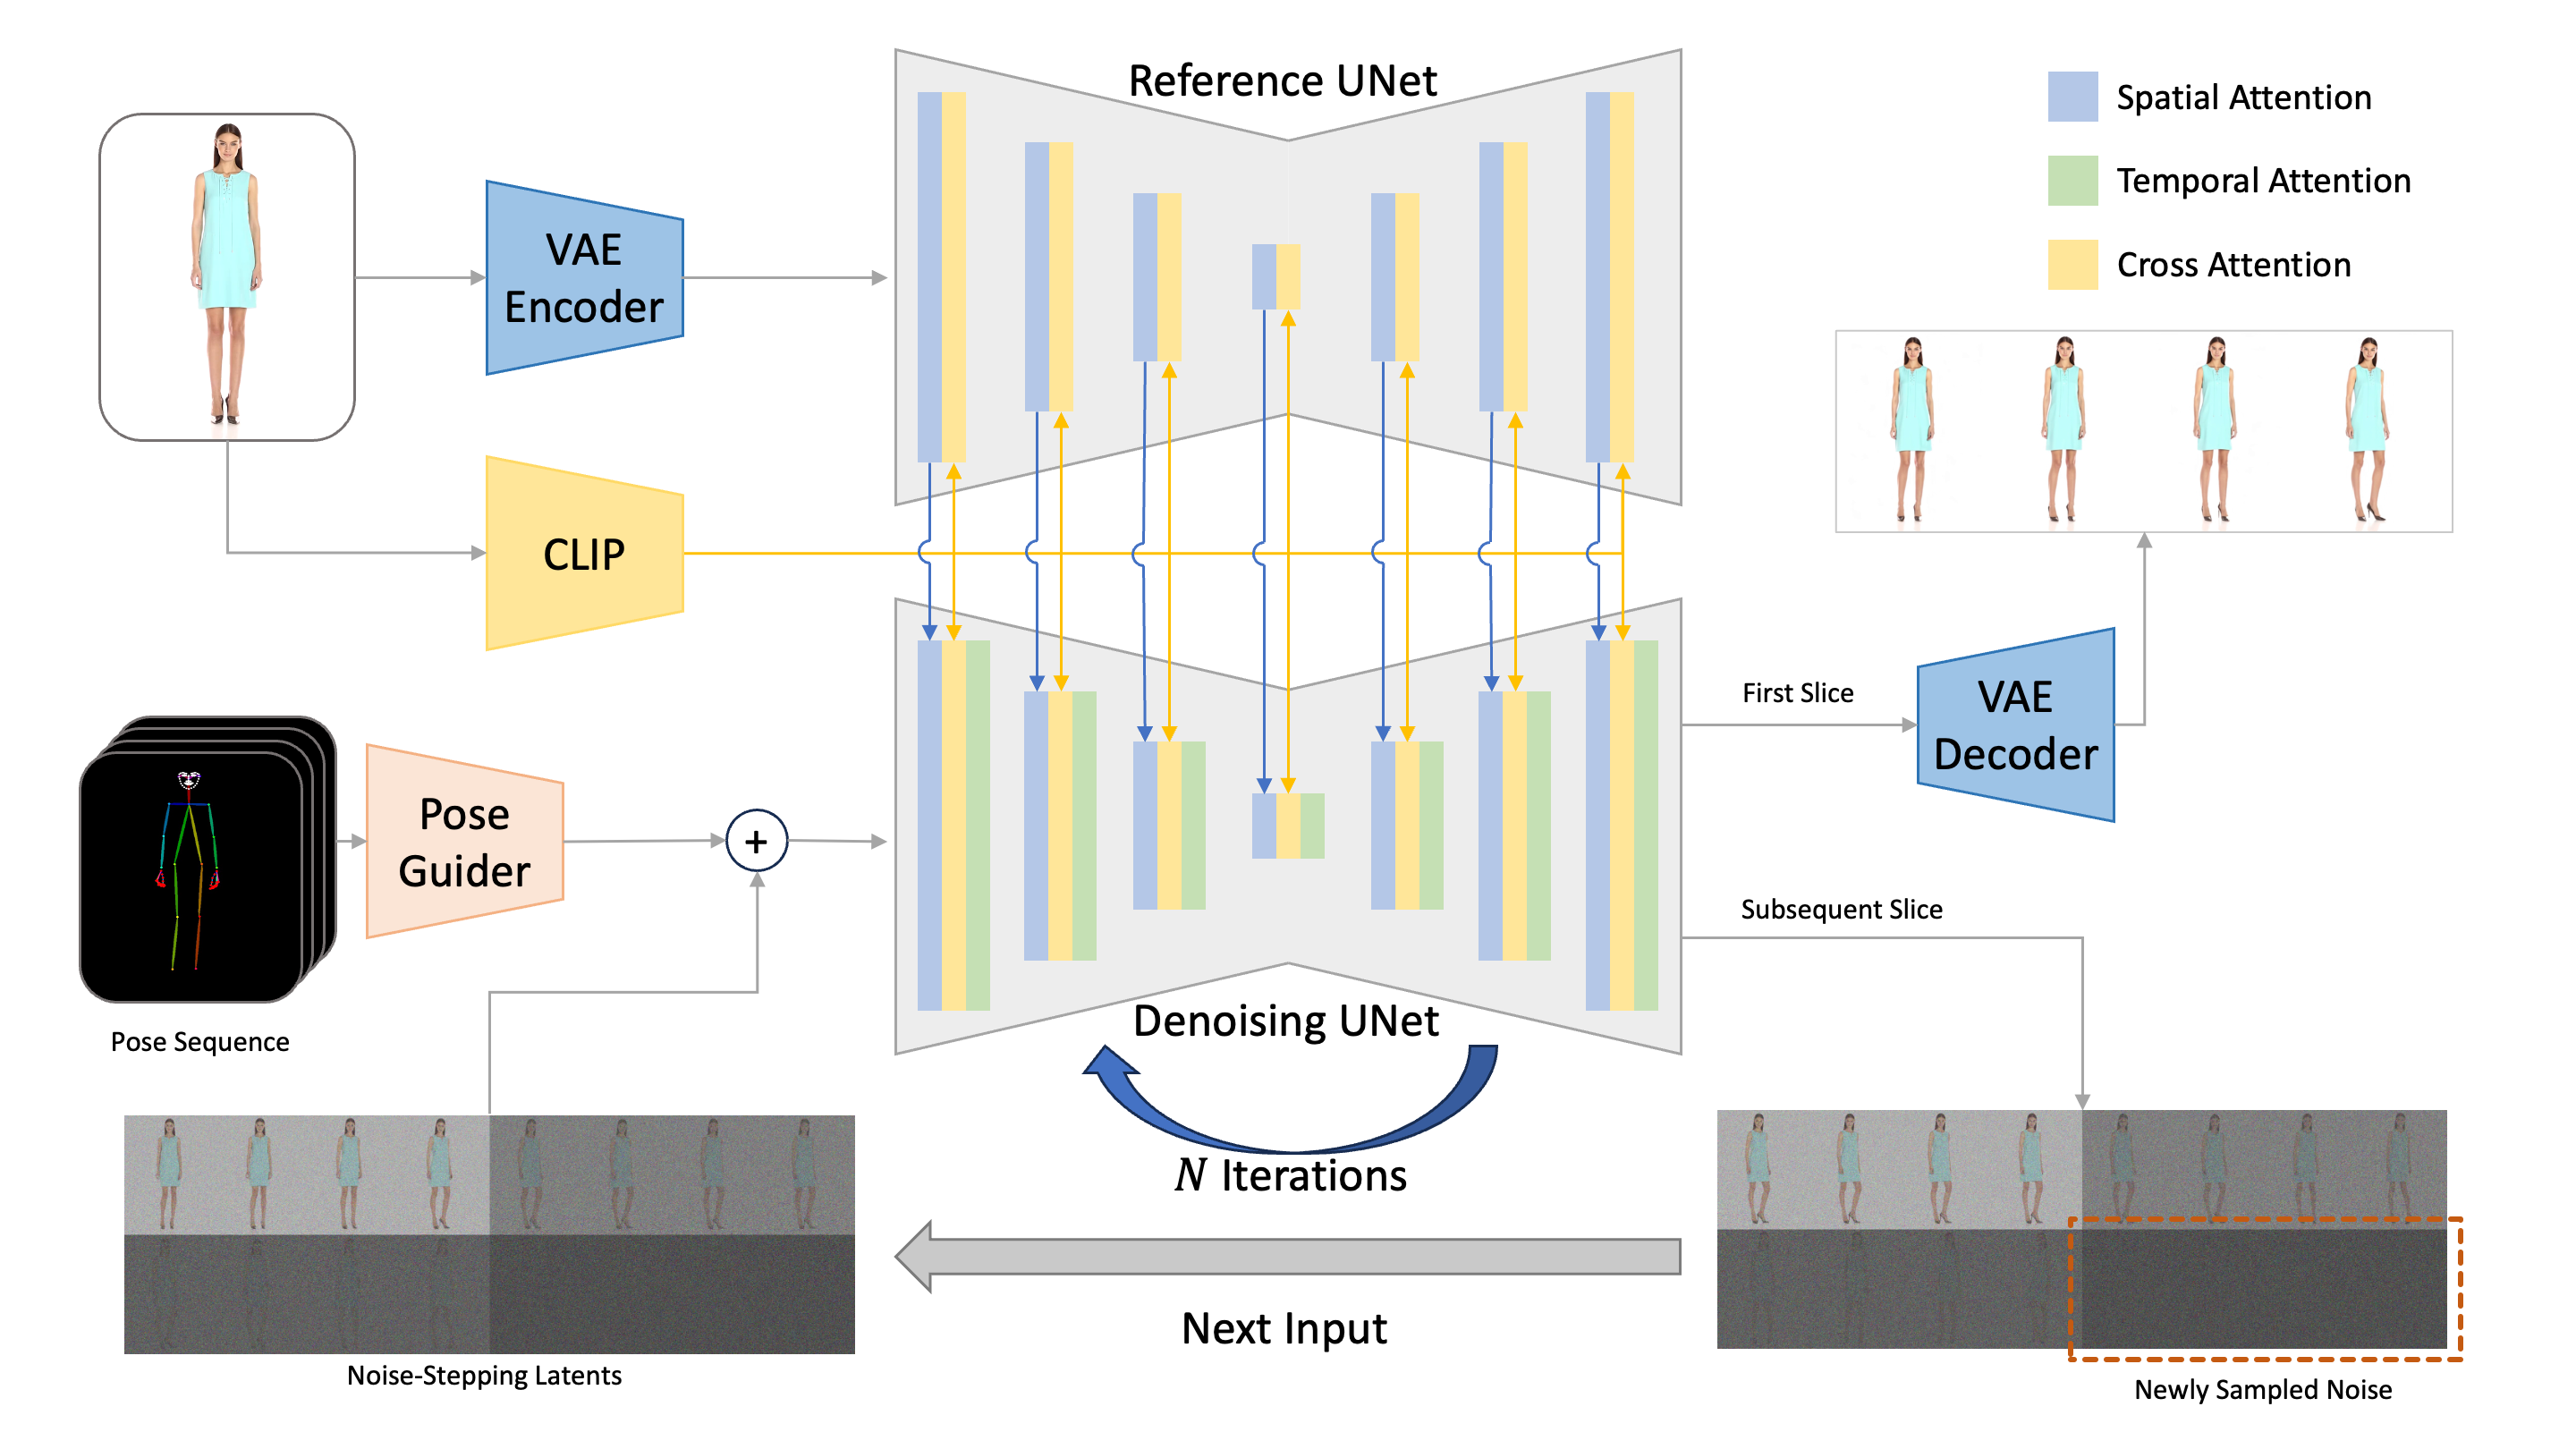 Reference UNet
Spatial Attention
Temporal Attention
Cross Attention
VAE
Encoder
CLIP
Pose
Guider
+
Pose Sequence
First Slice
VAE
Decoder
Subsequent Slice
Denoising UNet
N Iterations
Next Input
Noise-Stepping Latents
Newly Sampled Noise